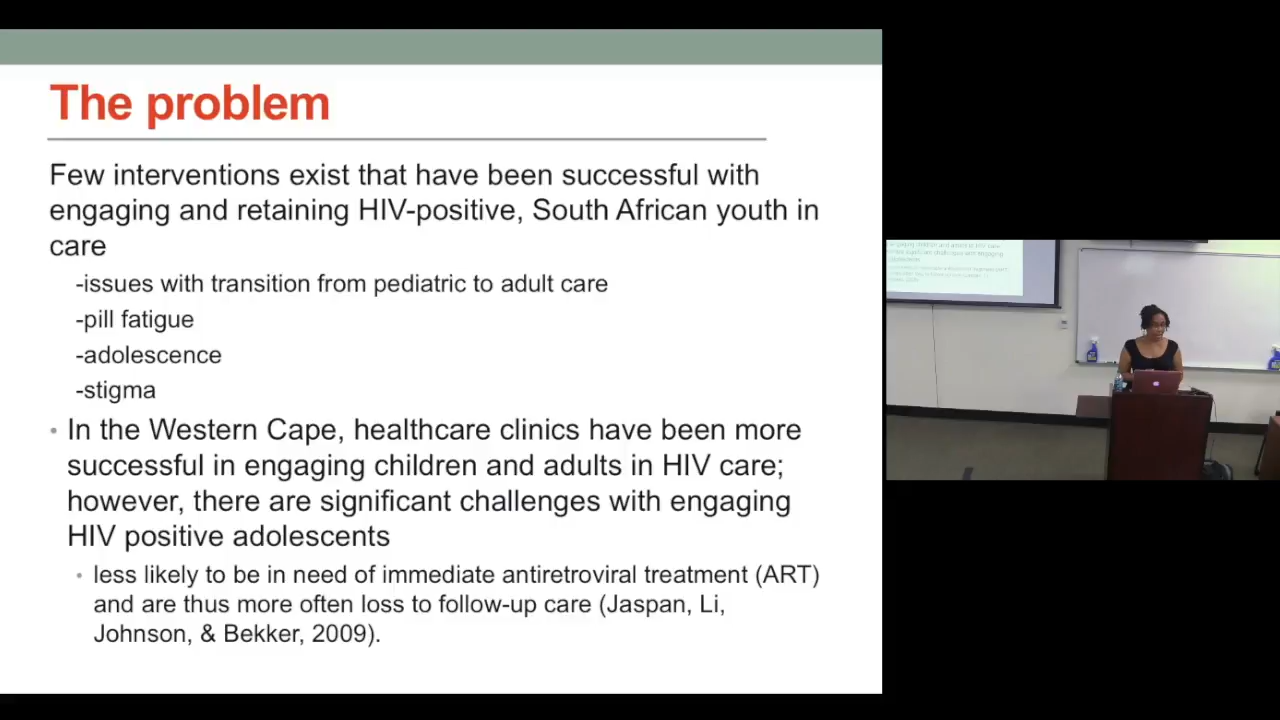 The problem
Few interventions exist that have been successful with
engaging and retaining HIV-positive, South African youth in
care
-issues with transition from pediatric to adult care
-pill fatigue
-adolescence
-stigma
• In the Western Cape, healthcare clinics have been more
successful in engaging children and adults in HIV care;
however, there are significant challenges with engaging
HIV positive adolescents
• less likely to be in need of immediate antiretroviral treatment (ART)
and are thus more often loss to follow-up care (Jaspan, Li,
Johnson, & Bekker, 2009).